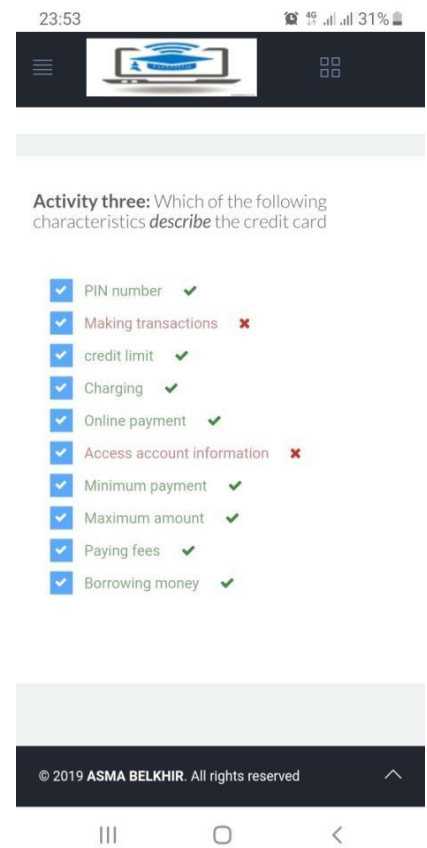 23:53 4G 31%
Activity three: Which of the following
characteristics describe the credit card
PIN number
Making transactions
credit limit
Charging
Online payment
Access account information
Minimum payment
Maximum amount
Paying fees
Borrowing money
© 2019 ASMA BELKHIR. All rights reserved